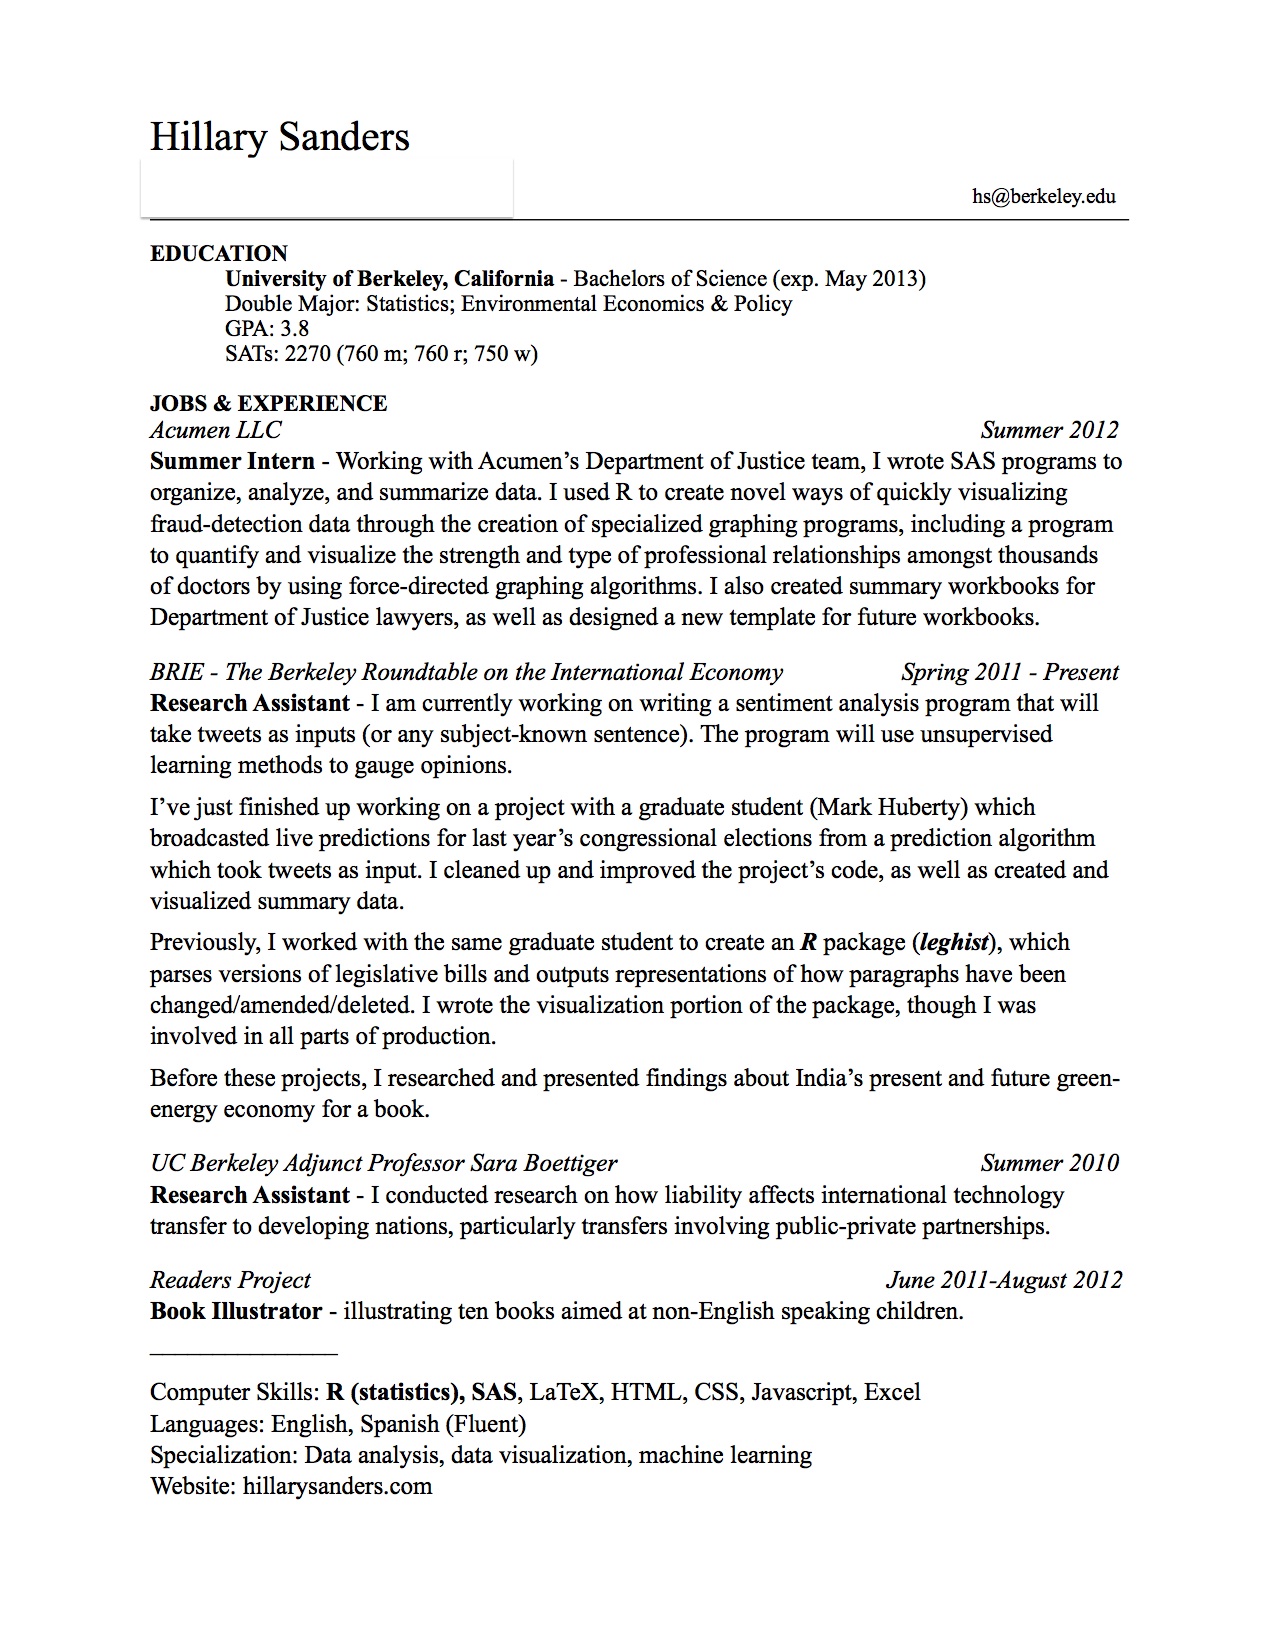 Hillary Sanders
hs@berkeley.edu
EDUCATION
University of Berkeley, California - Bachelors of Science (exp. May 2013)
Double Major: Statistics; Environmental Economics & Policy
GPA: 3.8
SATs: 2270 (760 m; 760 r; 750 w)
JOBS & EXPERIENCE
Acumen LLC Summer 2012
Summer Intern - Working with Acumen’s Department of Justice team, I wrote SAS programs to
organize, analyze, and summarize data. I used R to create novel ways of quickly visualizing
fraud-detection data through the creation of specialized graphing programs, including a program
to quantify and visualize the strength and type of professional relationships amongst thousands
of doctors by using force-directed graphing algorithms. I also created summary workbooks for
Department of Justice lawyers, as well as designed a new template for future workbooks.
BRIE - The Berkeley Roundtable on the International Economy Spring 2011 - Present
Research Assistant - I am currently working on writing a sentiment analysis program that will
take tweets as inputs (or any subject-known sentence). The program will use unsupervised
learning methods to gauge opinions.
I’ve just finished up working on a project with a graduate student (Mark Huberty) which
broadcasted live predictions for last year’s congressional elections from a prediction algorithm
which took tweets as input. I cleaned up and improved the project’s code, as well as created and
visualized summary data.
Previously, I worked with the same graduate student to create an R package (leghist), which
parses versions of legislative bills and outputs representations of how paragraphs have been
changed/amended/deleted. I wrote the visualization portion of the package, though I was
involved in all parts of production.
Before these projects, I researched and presented findings about India’s present and future green-
energy economy for a book.
UC Berkeley Adjunct Professor Sara Boettiger Summer 2010
Research Assistant - I conducted research on how liability affects international technology
transfer to developing nations, particularly transfers involving public-private partnerships.
Readers Project June 2011-August 2012
Book Illustrator - illustrating ten books aimed at non-English speaking children.
Computer Skills: R (statistics), SAS, LaTeX, HTML, CSS, Javascript, Excel
Languages: English, Spanish (Fluent)
Specialization: Data analysis, data visualization, machine learning
Website: hillarysanders.com